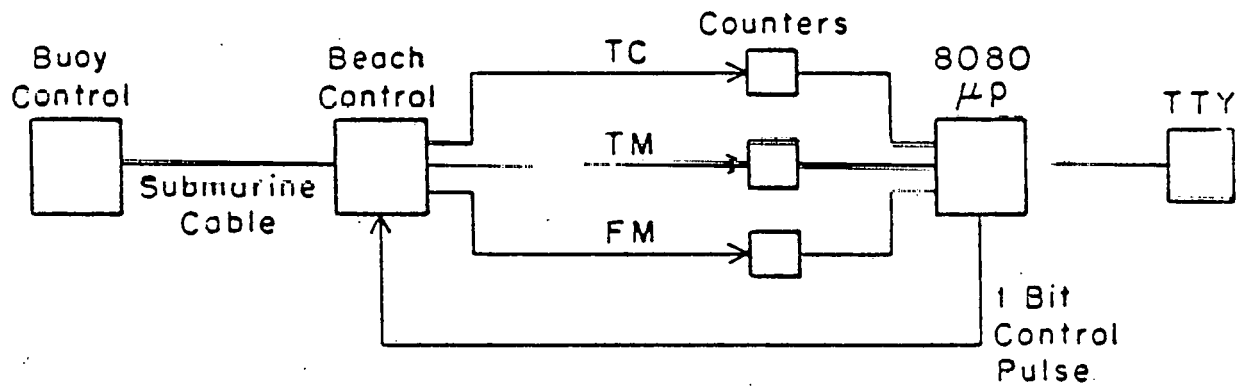 Buoy
Control
Submarine
Cable
Beach
Control
TC
TM
FM
Counters
8080
μp
TTY
1 Bit
Control
Pulse